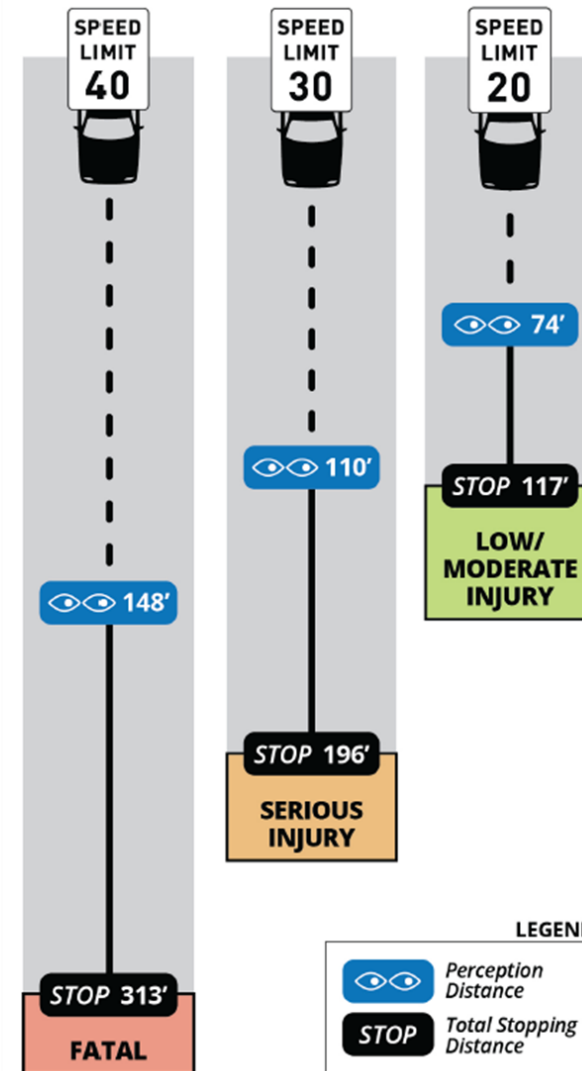 SPEED
LIMIT
40
148'
STOP 313'
FATAL
SPEED
LIMIT
30
110'
STOP 196'
SERIOUS
INJURY
SPEED
LIMIT
20
74'
STOP 117'
LOW/
MODERATE
INJURY
LEGEN
Perception
Distance
STOP
Total Stopping
Distance